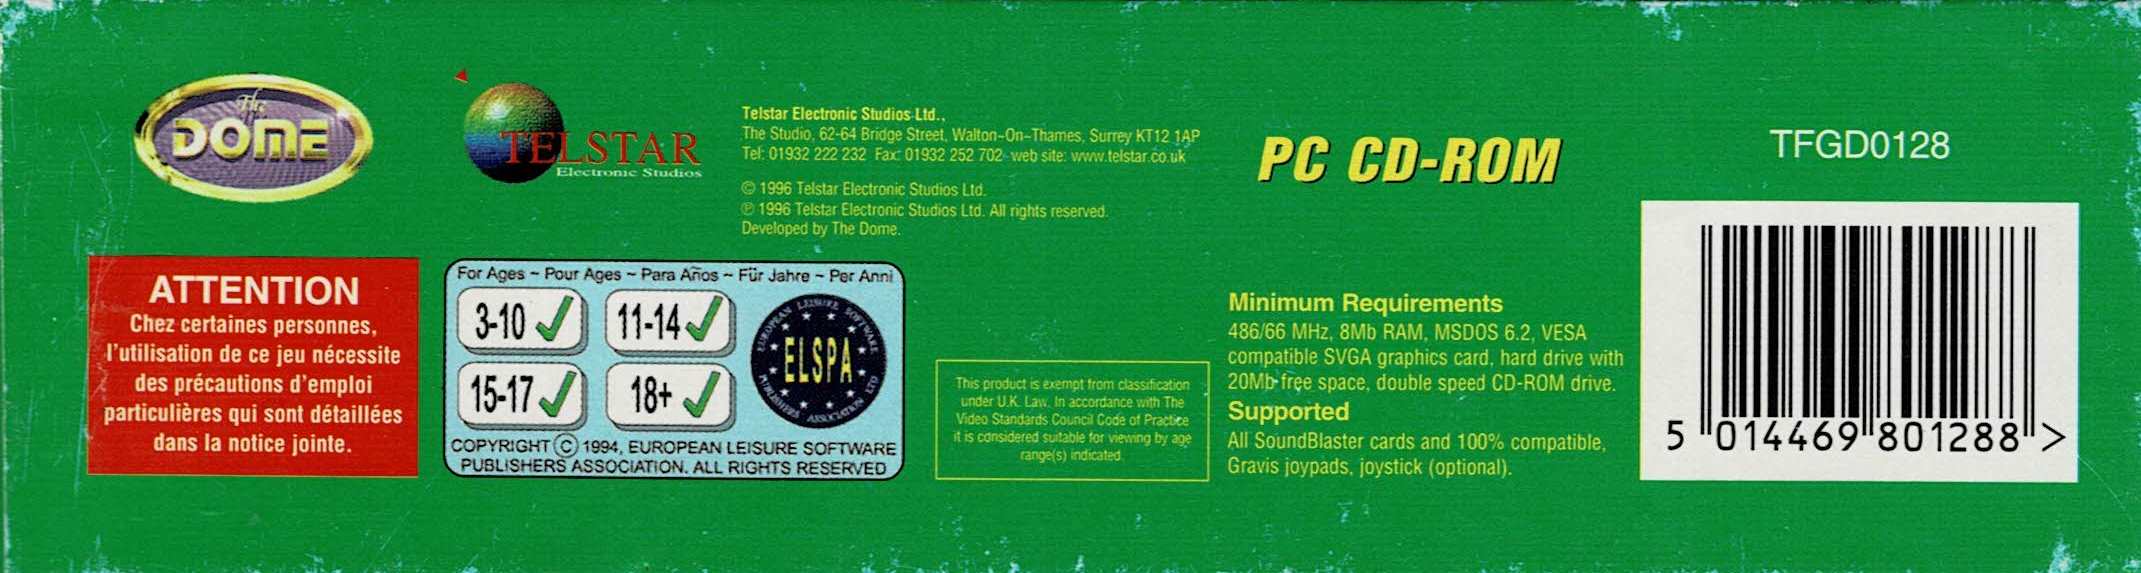 The
DOME
TELSTAR
Electronic Studios
Telstar Electronic Studios Ltd.,
The Studio, 62-64 Bridge Street, Walton-On-Thames, Surrey KT12 1AP
Tel: 01932 222 232 Fax: 01932 252 702 web site: www.telstar.co.uk
© 1996 Telstar Electronic Studios Ltd.
℗ 1996 Telstar Electronic Studios Ltd. All rights reserved.
Developed by The Dome.
PC CD-ROM
TFGD0128
ATTENTION
Chez certaines personnes,
l'utilisation de ce jeu nécessite
des précautions d'emploi
particulières qui sont détaillées
dans la notice jointe.
For Ages ~ Pour Ages ~ Para Años ~ Für Jahre ~ Per Anni
3-10 ✓ 11-14 ✓
15-17 ✓ 18+ ✓
EUROPEAN LEISURE SOFTWARE
ELSPA
PUBLISHERS ASSOCIATION LTD
COPYRIGHT © 1994, EUROPEAN LEISURE SOFTWARE
PUBLISHERS ASSOCIATION. ALL RIGHTS RESERVED
This product is exempt from classification
under U.K. Law. In accordance with The
Video Standards Council Code of Practice
it is considered suitable for viewing by age
range(s) indicated.
Minimum Requirements
486/66 MHz, 8Mb RAM, MSDOS 6.2, VESA
compatible SVGA graphics card, hard drive with
20Mb free space, double speed CD-ROM drive.
Supported
All SoundBlaster cards and 100% compatible,
Gravis joypads, joystick (optional).
5 014469 801288 >